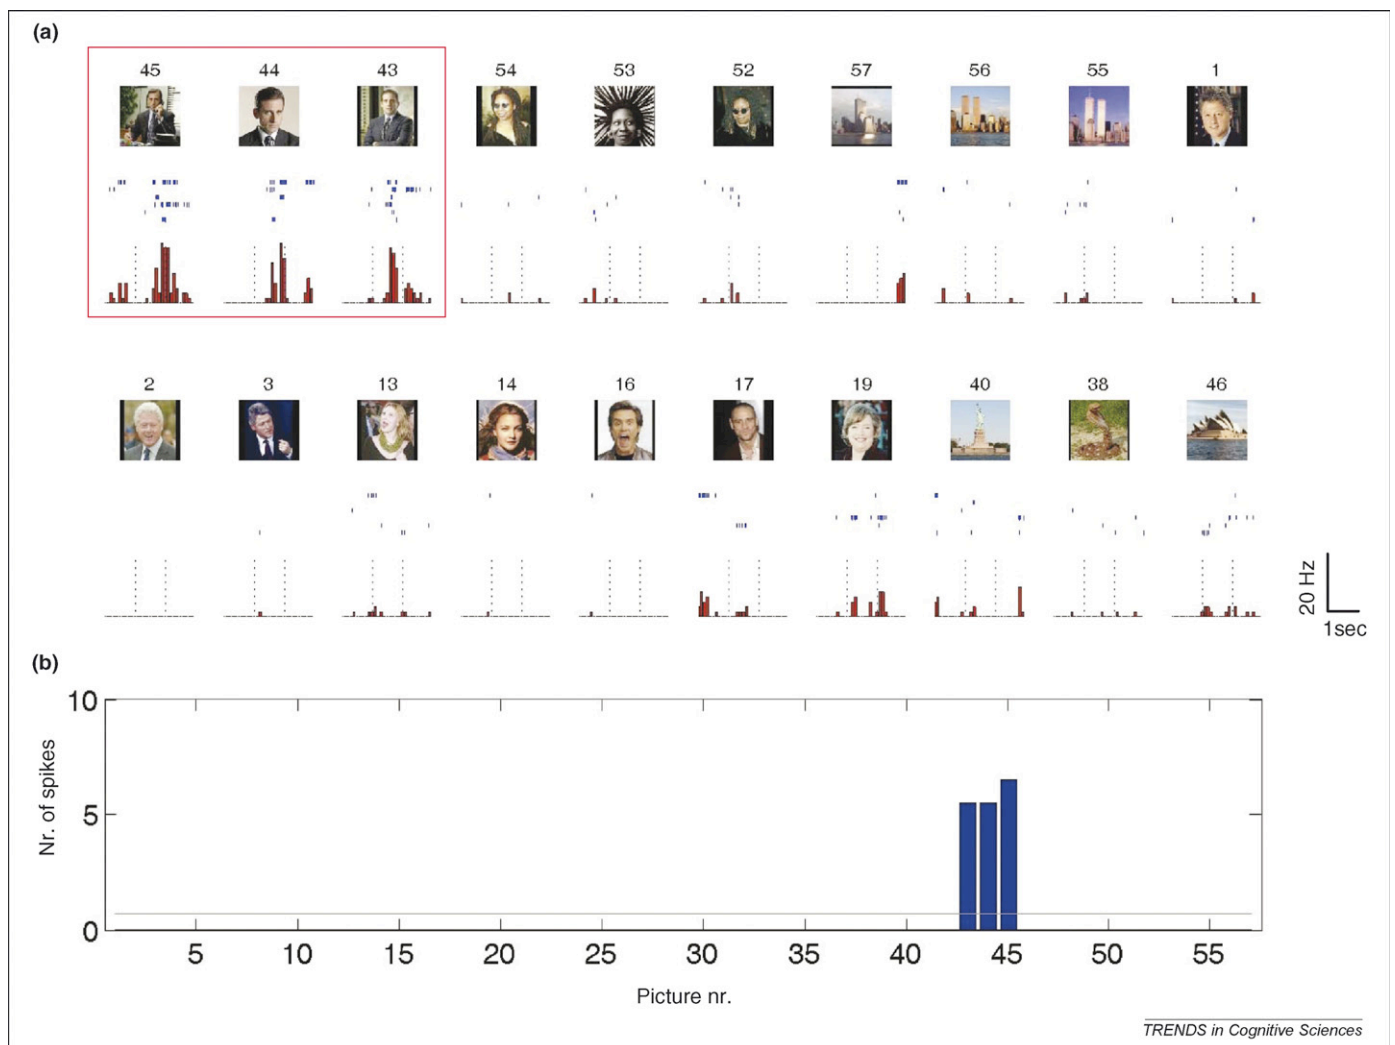 (a)
45 44 43 54 53 52 57 56 55 1
2 3 13 14 16 17 19 40 38 46
20 Hz
1sec
(b)
10
5
0
Nr. of spikes
5 10 15 20 25 30 35 40 45 50 55
Picture nr.
TRENDS in Cognitive Sciences